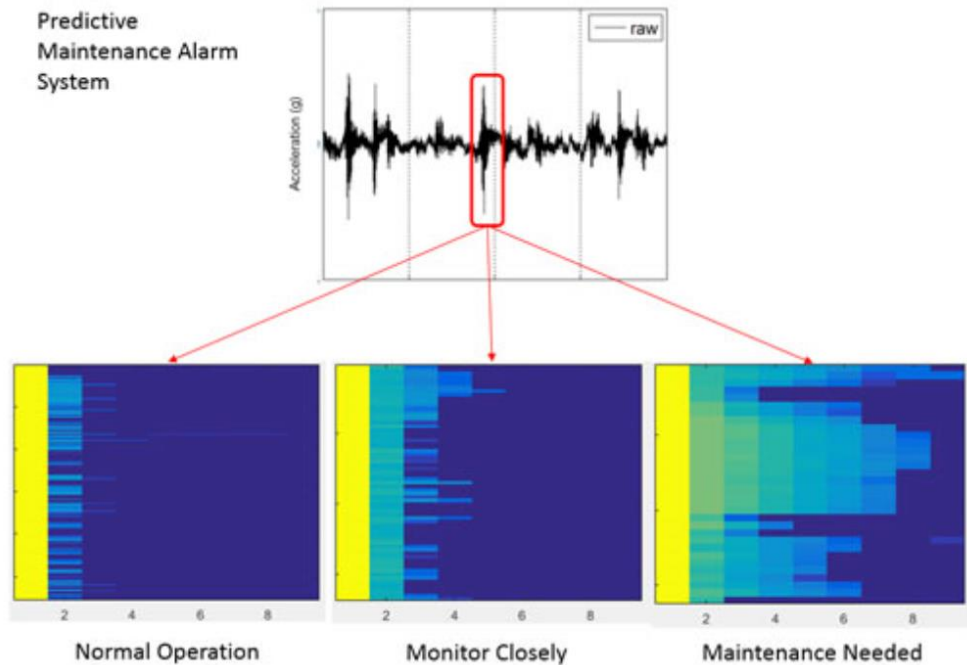 Predictive
Maintenance Alarm
System
raw
Acceleration (g)
2 4 6 8
2 4 6 8
2 4 6 8
Normal Operation
Monitor Closely
Maintenance Needed